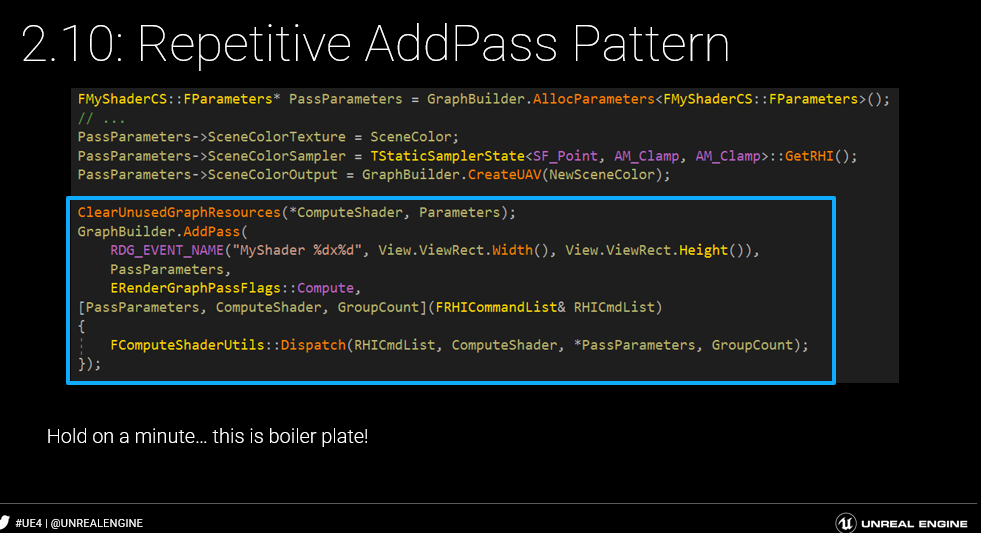 2.10: Repetitive AddPass Pattern
FMyShaderCS::FParameters* PassParameters = GraphBuilder.AllocParameters<FMyShaderCS::FParameters>();
// ...
PassParameters->SceneColorTexture = SceneColor;
PassParameters->SceneColorSampler = TStaticSamplerState<SF_Point, AM_Clamp, AM_Clamp>::GetRHI();
PassParameters->SceneColorOutput = GraphBuilder.CreateUAV(NewSceneColor);
ClearUnusedGraphResources(*ComputeShader, Parameters);
GraphBuilder.AddPass(
RDG_EVENT_NAME("MyShader %dx%d", View.ViewRect.Width(), View.ViewRect.Height()),
PassParameters,
ERenderGraphPassFlags::Compute,
[PassParameters, ComputeShader, GroupCount](FRHICommandList& RHICmdList)
{
FComputeShaderUtils::Dispatch(RHICmdList, ComputeShader, *PassParameters, GroupCount);
});
Hold on a minute... this is boiler plate!
#UE4 | @UNREALENGINE
UNREAL ENGINE